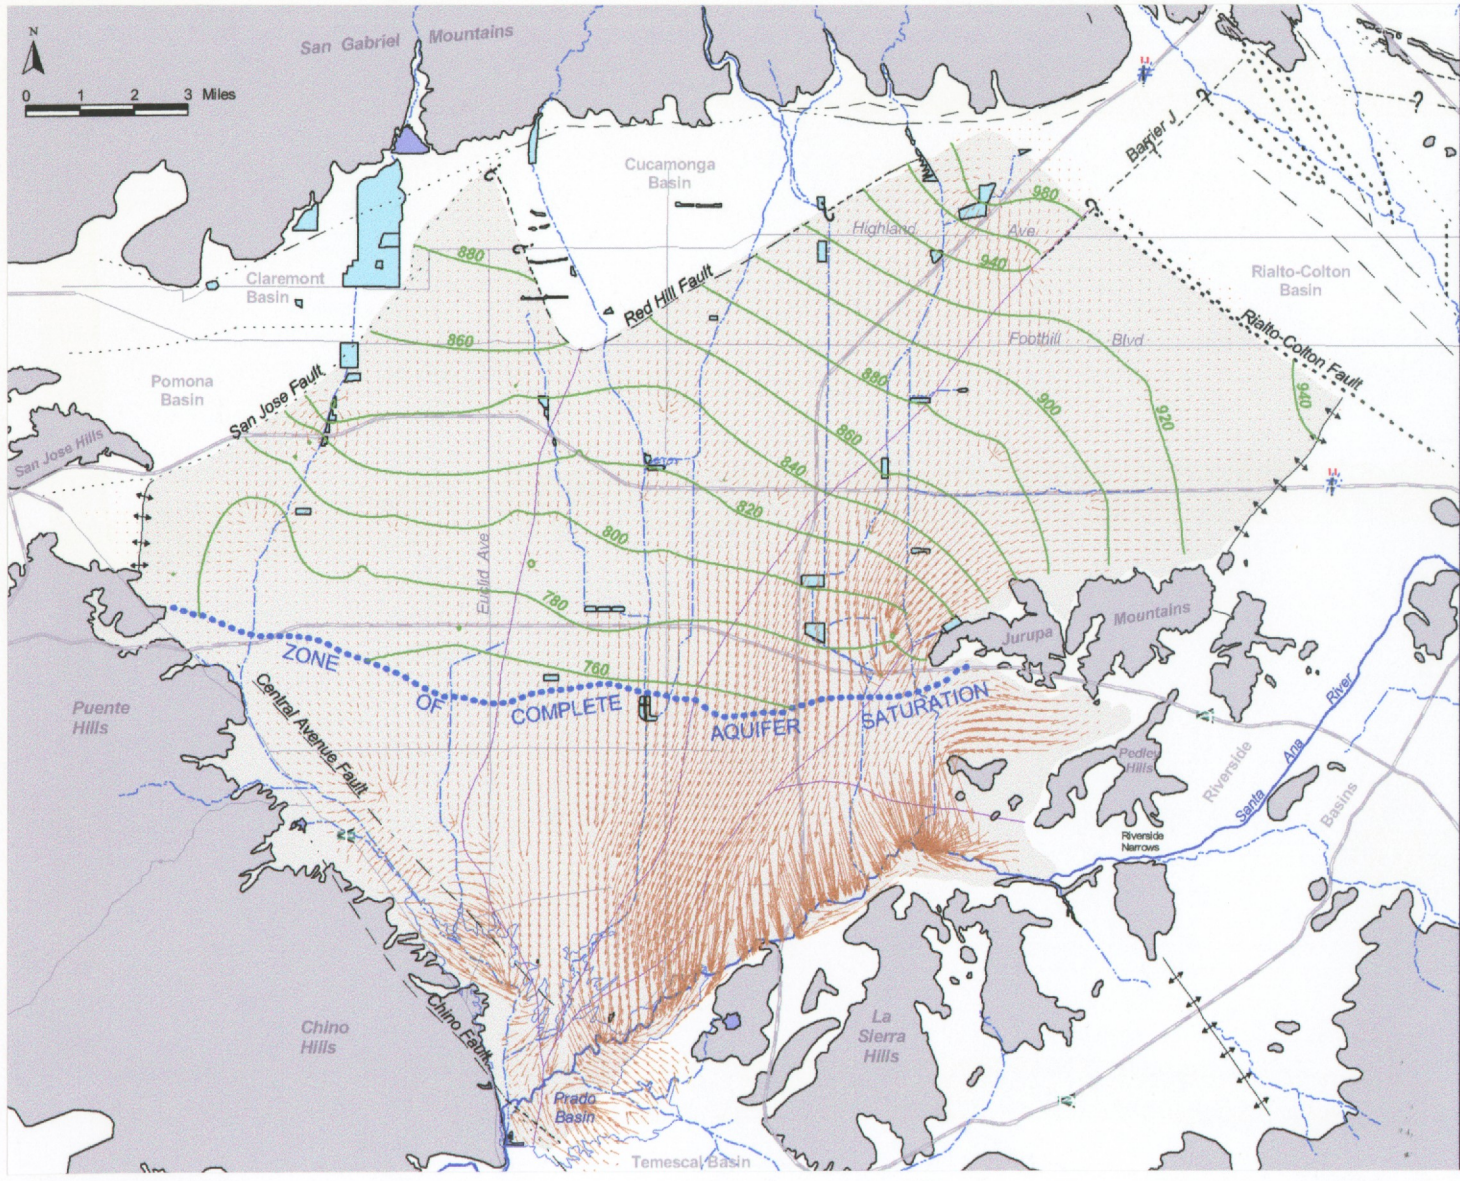 San Gabriel Mountains
N
0 1 2 3 Miles
Cucamonga
Basin
Barrier J
?
?
980
Highland Ave
940
880
Claremont
Basin
Rialto-Colton
Basin
Red Hill Fault
Rialto-Colton Fault
860
Foothill Blvd
Pomona
Basin
San Jose Fault
880
900
920
940
San Jose Hills
860
840
820
800
Euclid Ave
780
Jurupa Mountains
760
ZONE OF COMPLETE AQUIFER SATURATION
Puente
Hills
Central Avenue Fault
Pedley
Hills
Riverside Basins
Santa Ana River
Riverside
Narrows
Chino
Hills
Chino Fault
La
Sierra
Hills
Prado
Basin
Temescal Basin